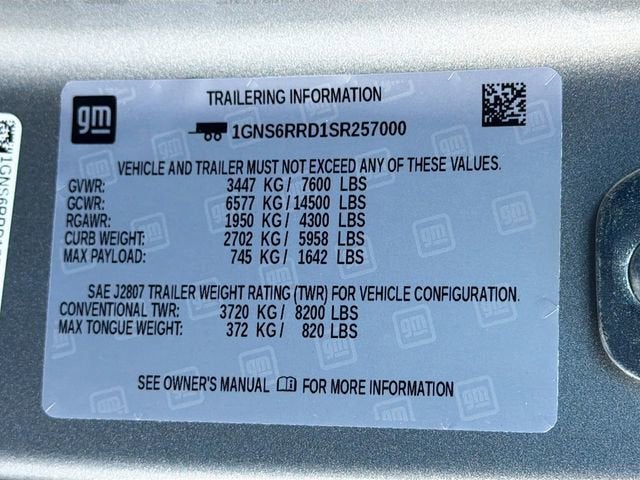 gm
TRAILERING INFORMATION
1GNS6RRD1SR257000
VEHICLE AND TRAILER MUST NOT EXCEED ANY OF THESE VALUES.
GVWR: 3447 KG/ 7600 LBS
GCWR: 6577 KG/14500 LBS
RGAWR: 1950 KG/ 4300 LBS
CURB WEIGHT: 2702 KG/ 5958 LBS
MAX PAYLOAD: 745 KG/ 1642 LBS
SAE J2807 TRAILER WEIGHT RATING (TWR) FOR VEHICLE CONFIGURATION.
CONVENTIONAL TWR: 3720 KG/ 8200 LBS
MAX TONGUE WEIGHT: 372 KG/ 820 LBS
SEE OWNER'S MANUAL FOR MORE INFORMATION